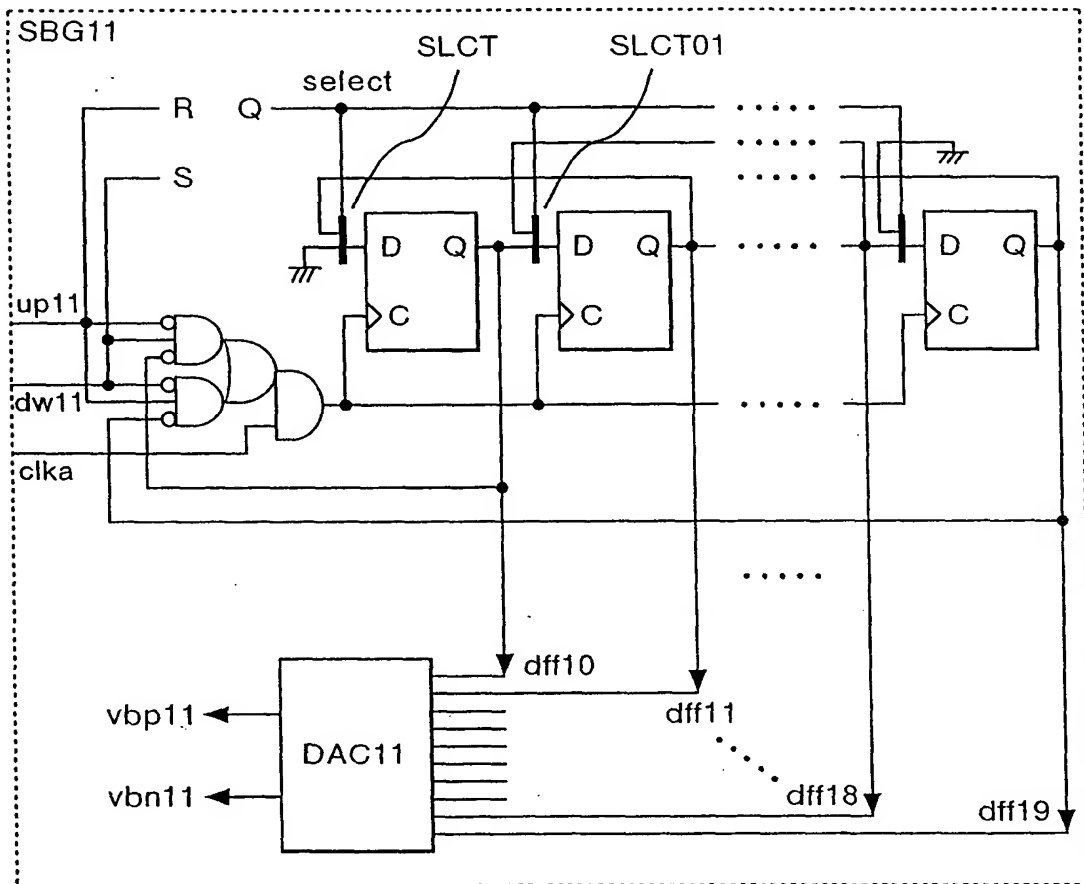 SBG11
SLCT
SLCT01
select
R Q
S
D Q
D Q
D Q
C
C
C
up11
dw11
clka
dff10
dff11
vbp11
DAC11
vbn11
dff18
dff19